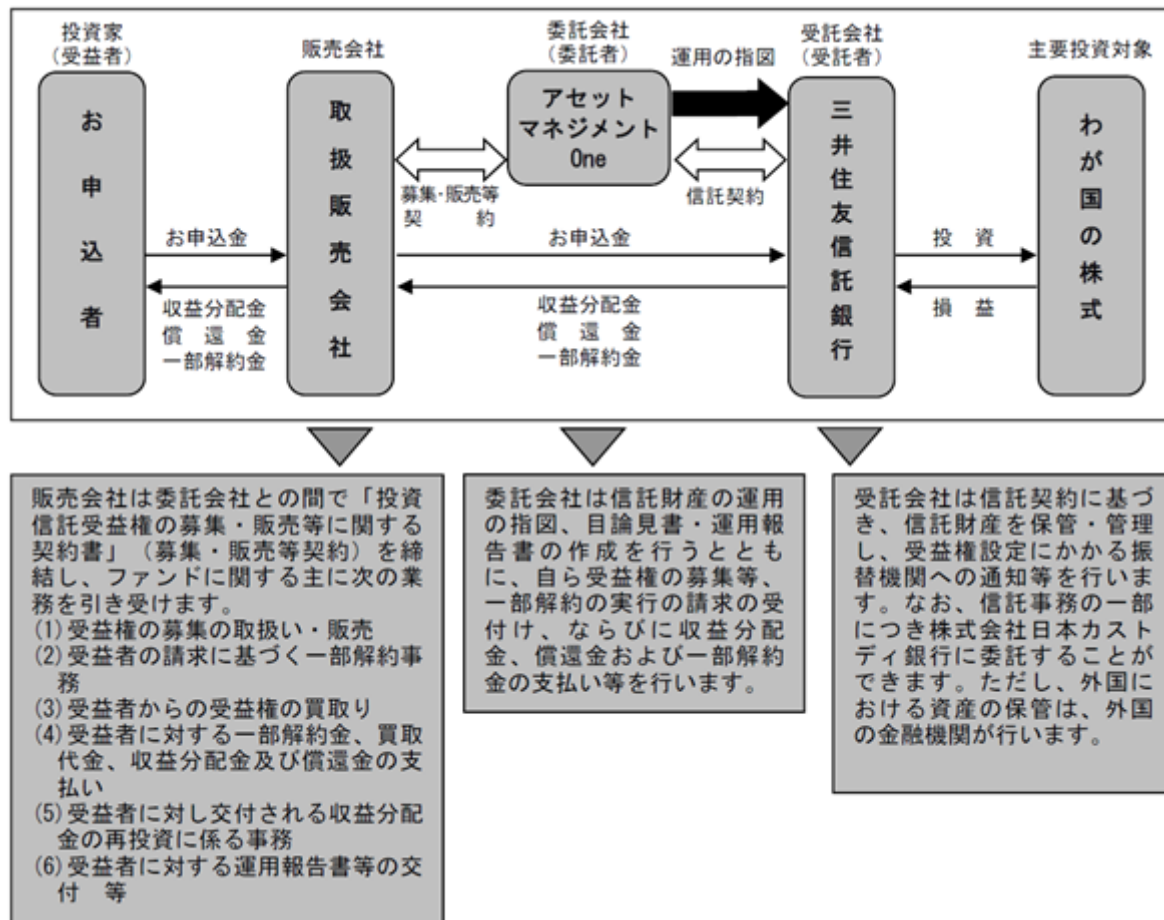 投資家
（受益者）
販売会社
委託会社
（委託者）
運用の指図
受託会社
（受託者）
主要投資対象
お申込者
取扱販売会社
アセット
マネジメント
One
三井住友信託銀行
わが国の株式
募集・販売等
契　　約
信託契約
お申込金
収益分配金
償　還　金
一部解約金
お申込金
収益分配金
償　還　金
一部解約金
投　資
損　益
販売会社は委託会社との間で「投資
信託受益権の募集・販売等に関する
契約書」（募集・販売等契約）を締
結し、ファンドに関する主に次の業
務を引き受けます。
(1)受益権の募集の取扱い・販売
(2)受益者の請求に基づく一部解約事
務
(3)受益者からの受益権の買取り
(4)受益者に対する一部解約金、買取
代金、収益分配金及び償還金の支
払い
(5)受益者に対し交付される収益分配
金の再投資に係る事務
(6)受益者に対する運用報告書等の交
付　等
委託会社は信託財産の運用
の指図、目論見書・運用報
告書の作成を行うととも
に、自ら受益権の募集等、
一部解約の実行の請求の受
付け、ならびに収益分配
金、償還金および一部解約
金の支払い等を行います。
受託会社は信託契約に基づ
き、信託財産を保管・管理
し、受益権設定にかかる振
替機関への通知等を行いま
す。なお、信託事務の一部
につき株式会社日本カスト
ディ銀行に委託することが
できます。ただし、外国に
おける資産の保管は、外国
の金融機関が行います。